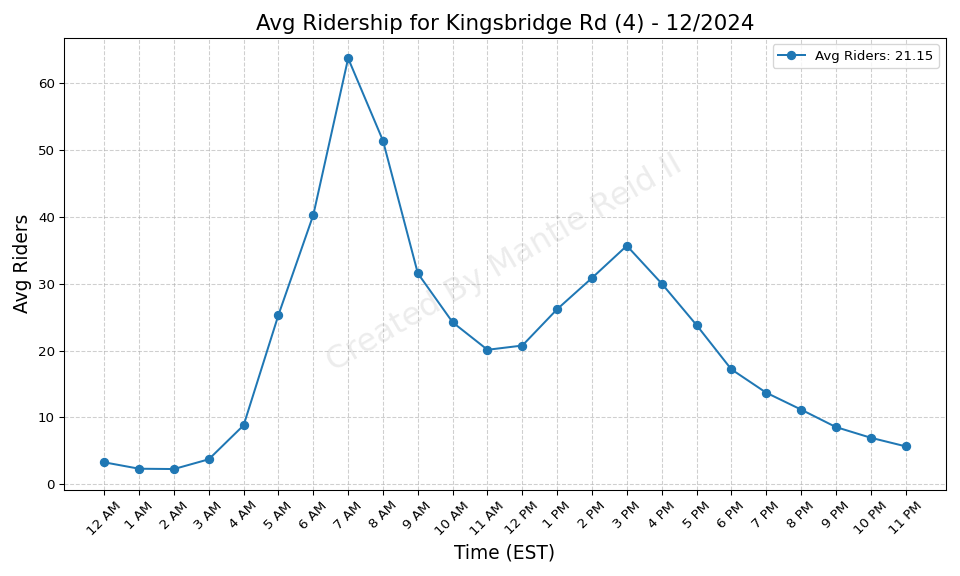 Avg Ridership for Kingsbridge Rd (4) - 12/2024
Avg Riders: 21.15
Avg Riders
60
50
40
30
20
10
0
Created By Mantie Reid II
12 AM
1 AM
2 AM
3 AM
4 AM
5 AM
6 AM
7 AM
8 AM
9 AM
10 AM
11 AM
12 PM
1 PM
2 PM
3 PM
4 PM
5 PM
6 PM
7 PM
8 PM
9 PM
10 PM
11 PM
Time (EST)